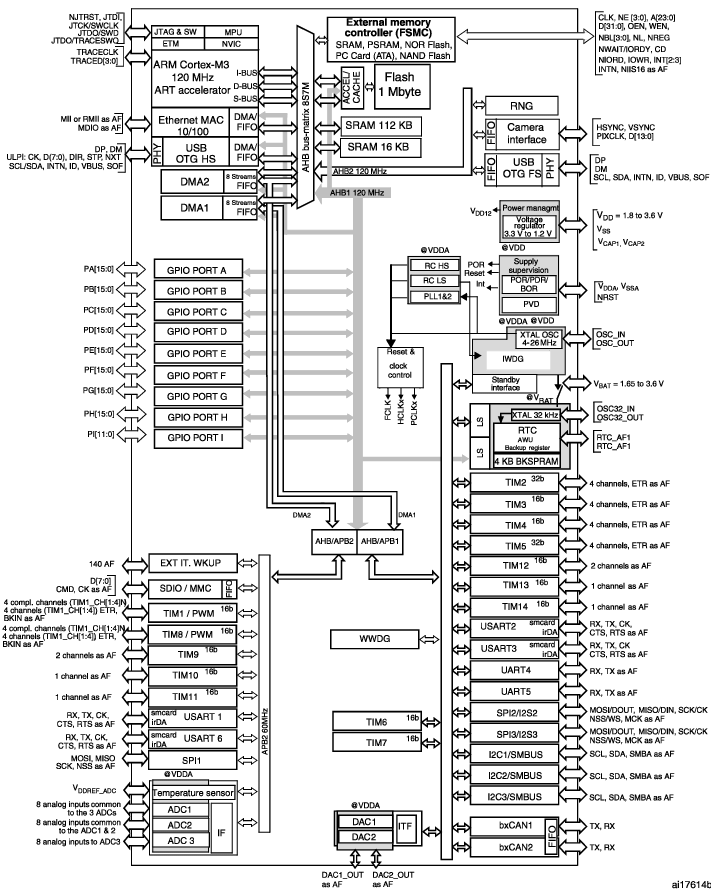 NJTRST, JTDI,
JTCK/SWCLK
JTDO/SWD
JTDO/TRACESWO
TRACECLK
TRACED[3:0]
JTAG & SW
MPU
ETM
NVIC
ARM Cortex-M3
120 MHz
ART accelerator
I-BUS
D-BUS
S-BUS
MII or RMII as AF
MDIO as AF
Ethernet MAC
10/100
DMA/
FIFO
DP, DM
ULPI: CK, D[7:0], DIR, STP, NXT
SCL/SDA, INTN, ID, VBUS, SOF
PHY
USB
OTG HS
DMA/
FIFO
DMA2
8 Streams
FIFO
DMA1
8 Streams
FIFO
AHB bus-matrix 8S7M
External memory
controller (FSMC)
SRAM, PSRAM, NOR Flash,
PC Card (ATA), NAND Flash
CLK, NE [3:0], A[23:0]
D[31:0], OEN, WEN,
NBL[3:0], NL, NREG
NWAIT/IORDY, CD
NIORD, IOWR, INT[2:3]
INTN, NIIS16 as AF
ACCEL/
CACHE
Flash
1 Mbyte
SRAM 112 KB
SRAM 16 KB
AHB2 120 MHz
AHB1 120 MHz
RNG
FIFO
Camera
interface
HSYNC, VSYNC
PIXCLK, D[13:0]
FIFO
USB
OTG FS
PHY
DP
DM
SCL, SDA, INTN, ID, VBUS, SOF
VDD12
Power managmt
Voltage
regulator
3.3 V to 1.2 V
@VDD
VDD = 1.8 to 3.6 V
VSS
VCAP1, VCAP2
@VDDA
RC HS
RC LS
PLL1&2
POR
Reset
Int
Supply
supervision
POR/PDR/
BOR
PVD
VDDA, VSSA
NRST
@VDDA
@VDD
XTAL OSC
4-26MHz
OSC_IN
OSC_OUT
IWDG
Standby
interface
VBAT = 1.65 to 3.6 V
@VBAT
Reset &
clock
control
FCLK
HCLKx
PCLKx
LS
LS
XTAL 32 kHz
OSC32_IN
OSC32_OUT
RTC
AWU
Backup register
RTC_AF1
RTC_AF1
4 KB BKSPRAM
PA[15:0]
GPIO PORT A
PB[15:0]
GPIO PORT B
PC[15:0]
GPIO PORT C
PD[15:0]
GPIO PORT D
PE[15:0]
GPIO PORT E
PF[15:0]
GPIO PORT F
PG[15:0]
GPIO PORT G
PH[15:0]
GPIO PORT H
PI[11:0]
GPIO PORT I
DMA2
DMA1
AHB/APB2
AHB/APB1
TIM2 32b
4 channels, ETR as AF
TIM3 16b
4 channels, ETR as AF
TIM4 16b
4 channels, ETR as AF
TIM5 32b
4 channels, ETR as AF
TIM12 16b
2 channels as AF
TIM13 16b
1 channel as AF
TIM14 16b
1 channel as AF
USART2
smcard
irDA
RX, TX, CK,
CTS, RTS as AF
USART3
smcard
irDA
RX, TX, CK
CTS, RTS as AF
UART4
RX, TX as AF
UART5
RX, TX as AF
SPI2/I2S2
MOSI/DOUT, MISO/DIN, SCK/CK
NSS/WS, MCK as AF
SPI3/I2S3
MOSI/DOUT, MISO/DIN, SCK/CK
NSS/WS, MCK as AF
I2C1/SMBUS
SCL, SDA, SMBA as AF
I2C2/SMBUS
SCL, SDA, SMBA as AF
I2C3/SMBUS
SCL, SDA, SMBA as AF
bxCAN1
bxCAN2
FIFO
TX, RX
TX, RX
140 AF
EXT IT. WKUP
D[7:0]
CMD, CK as AF
SDIO / MMC
FIFO
4 compl. channels (TIM1_CH[1:4])N
4 channels (TIM1_CH[1:4]) ETR,
BKIN as AF
TIM1 / PWM 16b
4 compl. channels (TIM1_CH[1:4])N
4 channels (TIM1_CH[1:4]) ETR,
BKIN as AF
TIM8 / PWM 16b
2 channels as AF
TIM9 16b
1 channel as AF
TIM10 16b
1 channel as AF
TIM11 16b
RX, TX, CK,
CTS, RTS as AF
smcard
irDA
USART 1
RX, TX, CK,
CTS, RTS as AF
smcard
irDA
USART 6
MOSI, MISO
SCK, NSS as AF
SPI1
APB2 60MHz
@VDDA
VDDREF_ADC
Temperature sensor
8 analog inputs common
to the 3 ADCs
8 analog inputs common
to the ADC1 & 2
8 analog inputs to ADC3
ADC1
ADC2
ADC 3
IF
WWDG
TIM6 16b
TIM7 16b
@VDDA
DAC1
DAC2
ITF
DAC1_OUT
as AF
DAC2_OUT
as AF
ai17614b